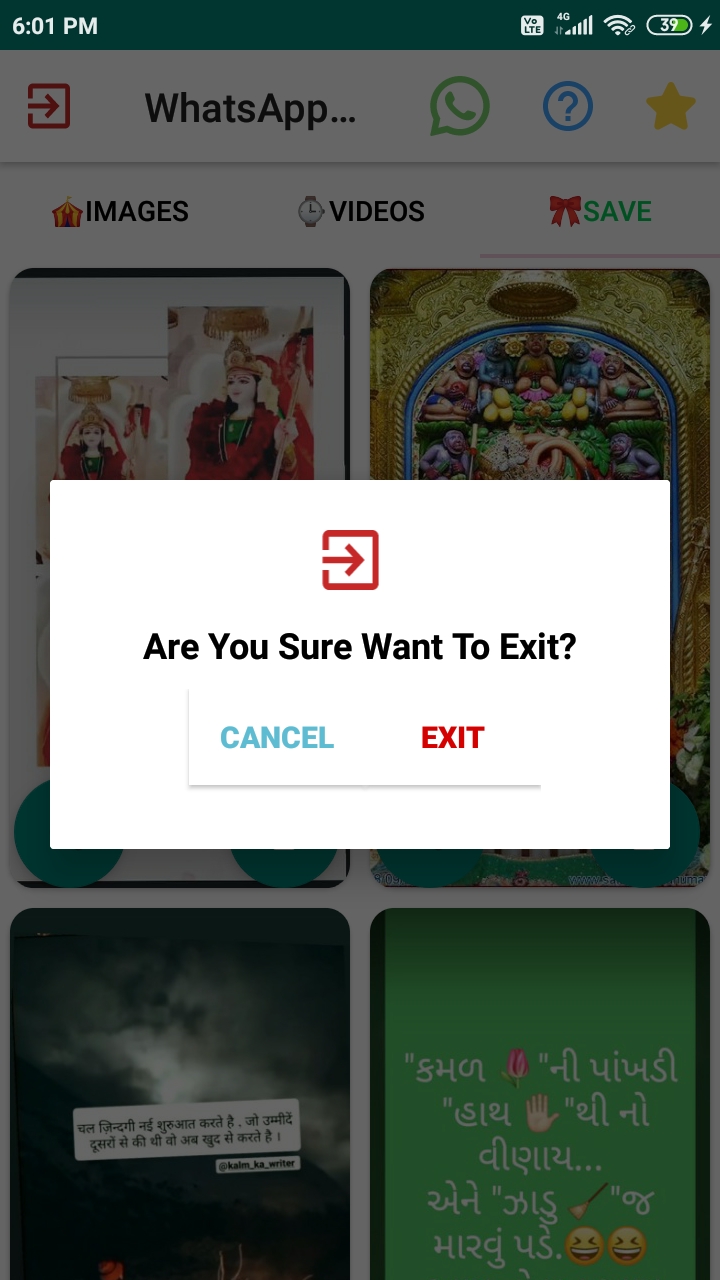 6:01 PM
Vo LTE 4G 39
WhatsApp...
IMAGES VIDEOS SAVE
Are You Sure Want To Exit?
CANCEL EXIT
चल ज़िन्दगी नई शुरुआत करते है . जो उम्मीदें
दूसरों से की थी वो अब खुद से करते है ।
@kalm_ka_writer
"કમળ 🌷 "ની પાંખડી
"હાથ ✋ "થી નો
વીણાય...
એને "ઝાડુ 🧹 "જ
મારવું પડે.😆😆